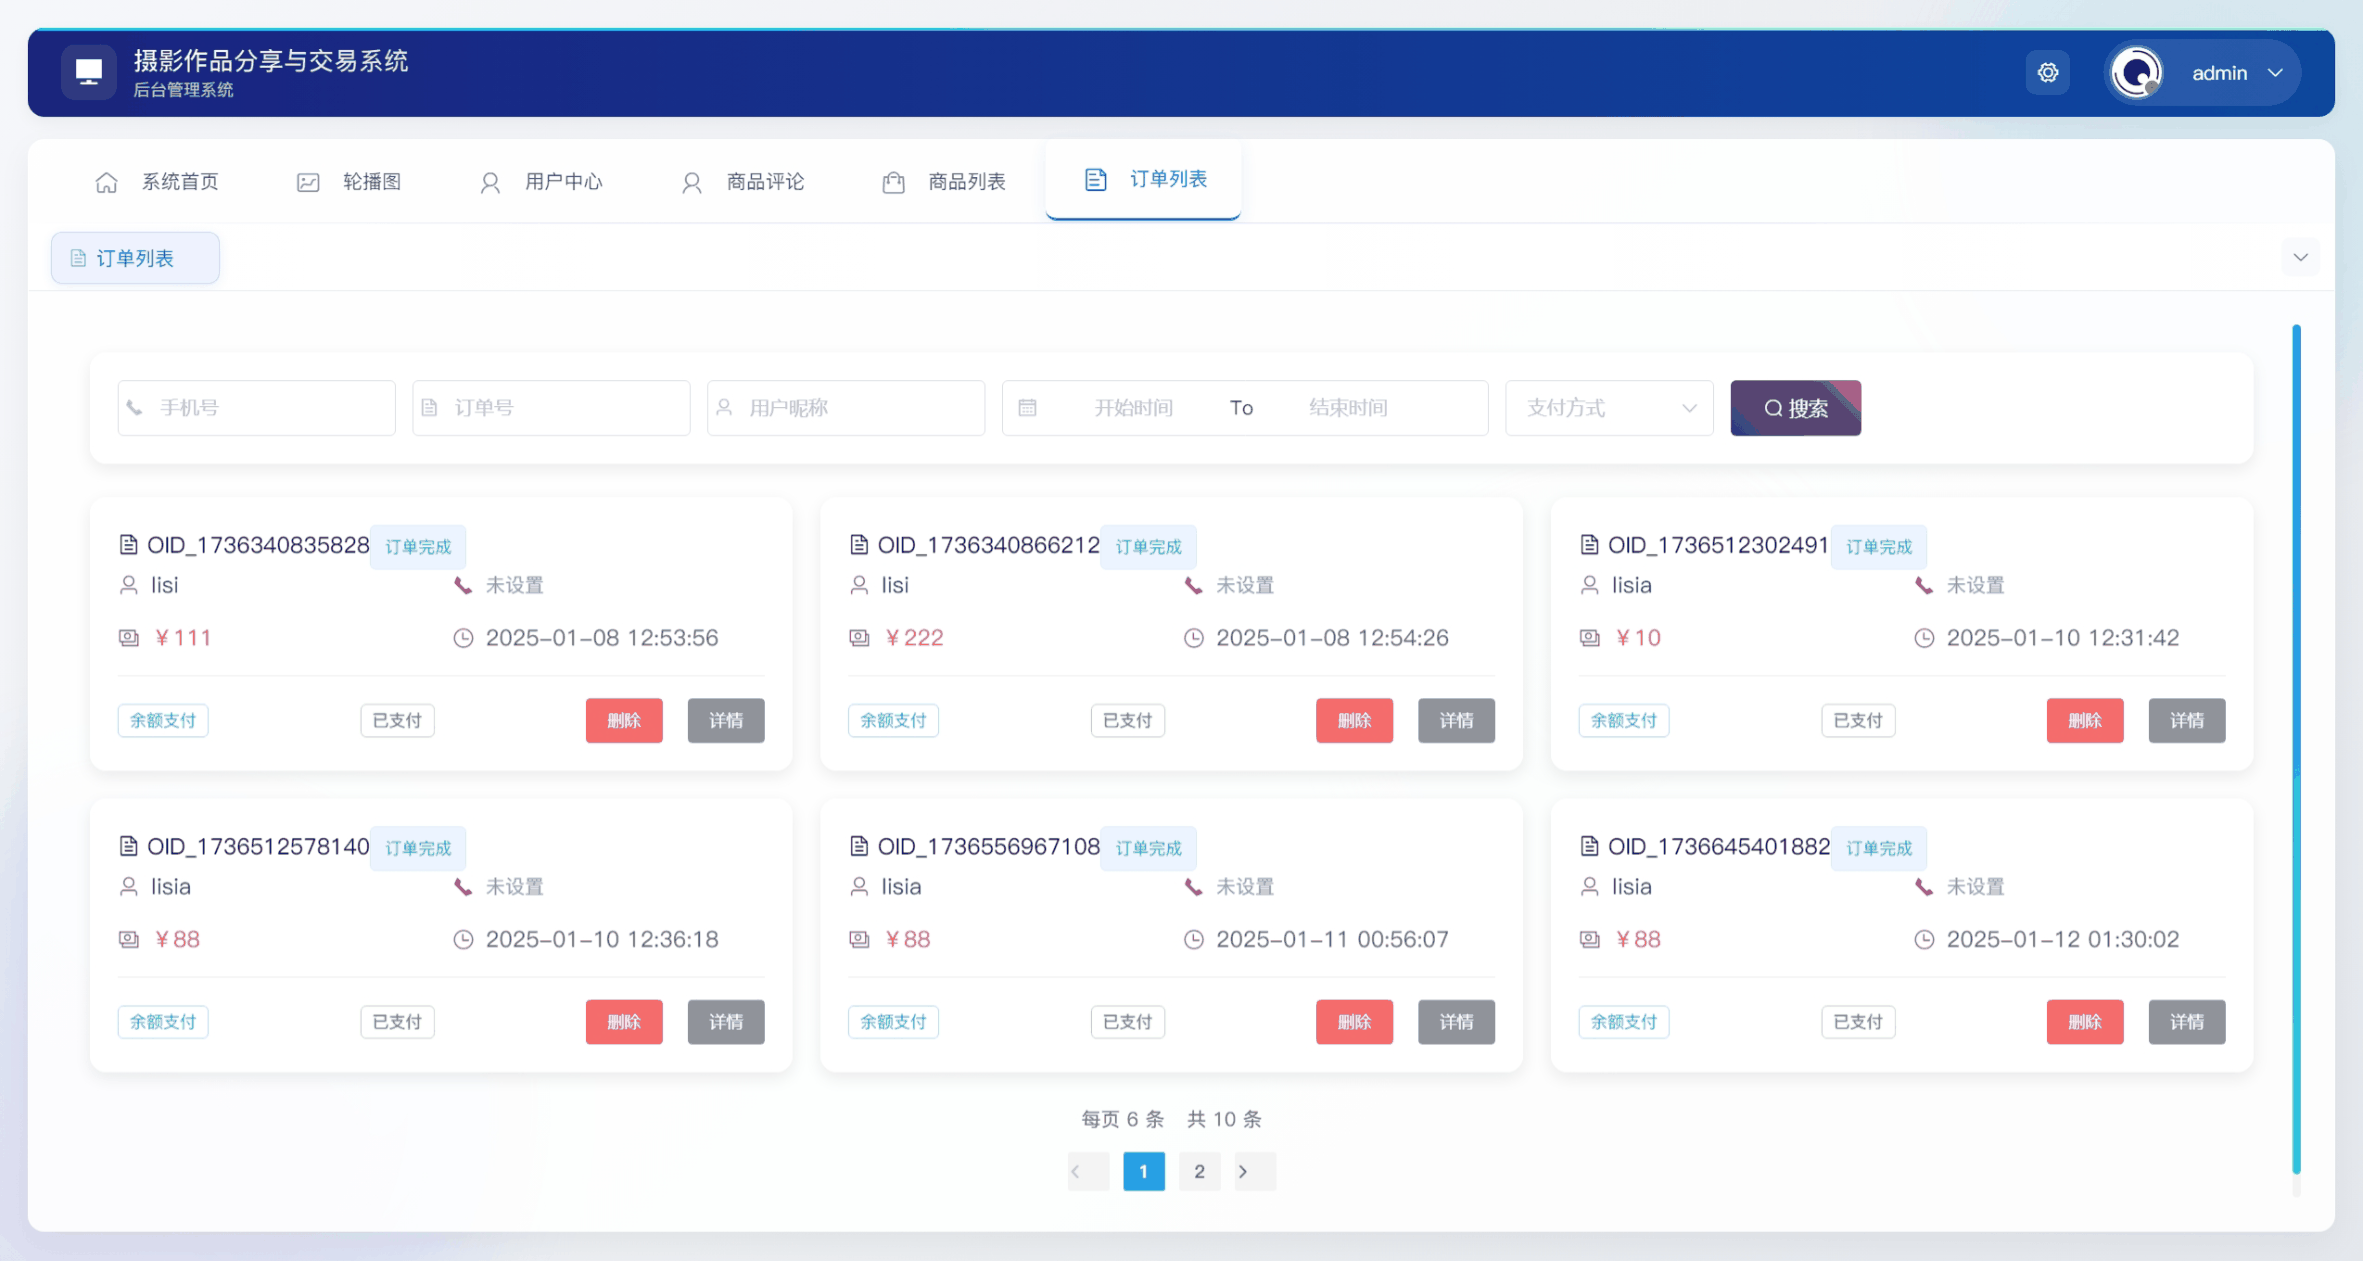 摄影作品分享与交易系统
后台管理系统
admin
系统首页 轮播图 用户中心 商品评论 商品列表 订单列表
订单列表
手机号 订单号 用户昵称 开始时间 To 结束时间 支付方式 搜索
OID_1736340835828 订单完成
lisi 未设置
¥111 2025-01-08 12:53:56
余额支付 已支付 删除 详情
OID_1736340866212 订单完成
lisi 未设置
¥222 2025-01-08 12:54:26
余额支付 已支付 删除 详情
OID_1736512302491 订单完成
lisia 未设置
¥10 2025-01-10 12:31:42
余额支付 已支付 删除 详情
OID_1736512578140 订单完成
lisia 未设置
¥88 2025-01-10 12:36:18
余额支付 已支付 删除 详情
OID_1736556967108 订单完成
lisia 未设置
¥88 2025-01-11 00:56:07
余额支付 已支付 删除 详情
OID_1736645401882 订单完成
lisia 未设置
¥88 2025-01-12 01:30:02
余额支付 已支付 删除 详情
每页 6 条 共 10 条
1 2